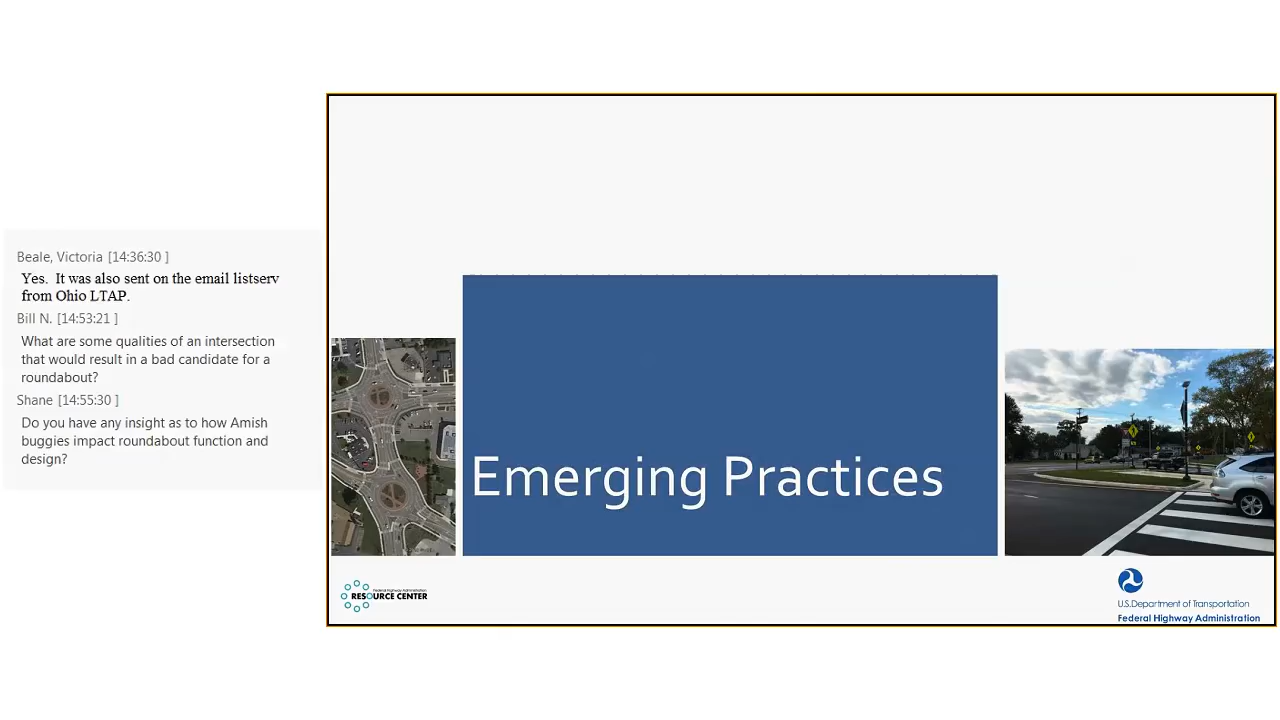 Beale, Victoria [14:36:30 ]
Yes. It was also sent on the email listserv
from Ohio LTAP.
Bill N. [14:53:21 ]
What are some qualities of an intersection
that would result in a bad candidate for a
roundabout?
Shane [14:55:30 ]
Do you have any insight as to how Amish
buggies impact roundabout function and
design?
Emerging Practices
Federal Highway Administration
RESOURCE CENTER
U.S.Department of Transportation
Federal Highway Administration